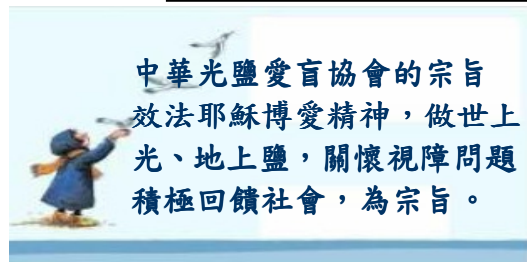 中華光鹽愛盲協會的宗旨
效法耶穌博愛精神，做世上
光、地上鹽，關懷視障問題
積極回饋社會，為宗旨。